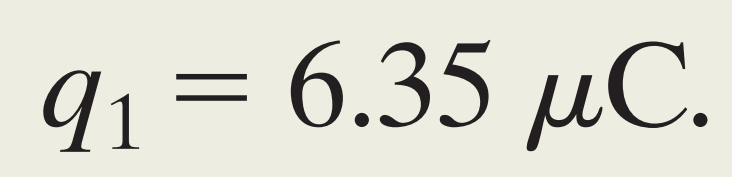 q₁ = 6.35 μC.